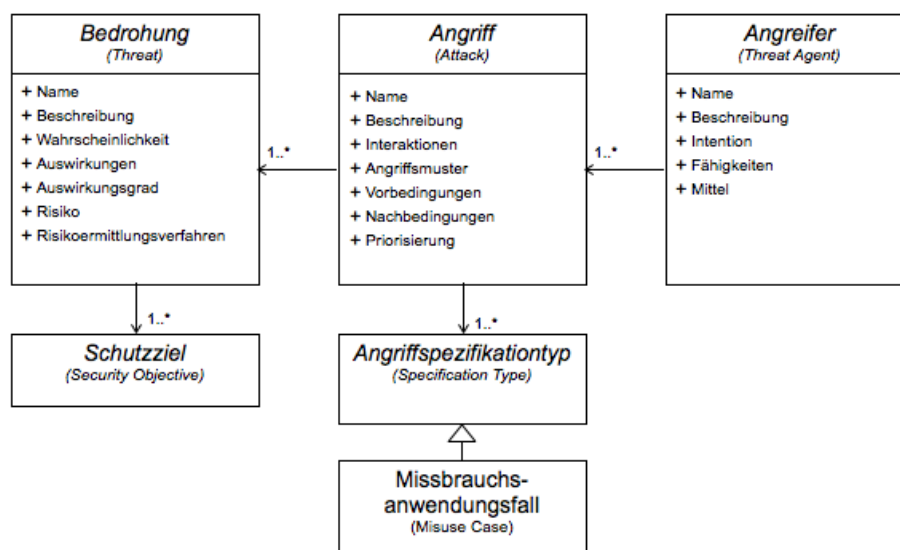 Bedrohung
(Threat)
+ Name
+ Beschreibung
+ Wahrscheinlichkeit
+ Auswirkungen
+ Auswirkungsgrad
+ Risiko
+ Risikoermittlungsverfahren
1..*
Angriff
(Attack)
+ Name
+ Beschreibung
+ Interaktionen
+ Angriffsmuster
+ Vorbedingungen
+ Nachbedingungen
+ Priorisierung
1..*
Angreifer
(Threat Agent)
+ Name
+ Beschreibung
+ Intention
+ Fähigkeiten
+ Mittel
1..*
Schutzziel
(Security Objective)
1..*
Angriffspezifikationtyp
(Specification Type)
Missbrauchs-
anwendungsfall
(Misuse Case)